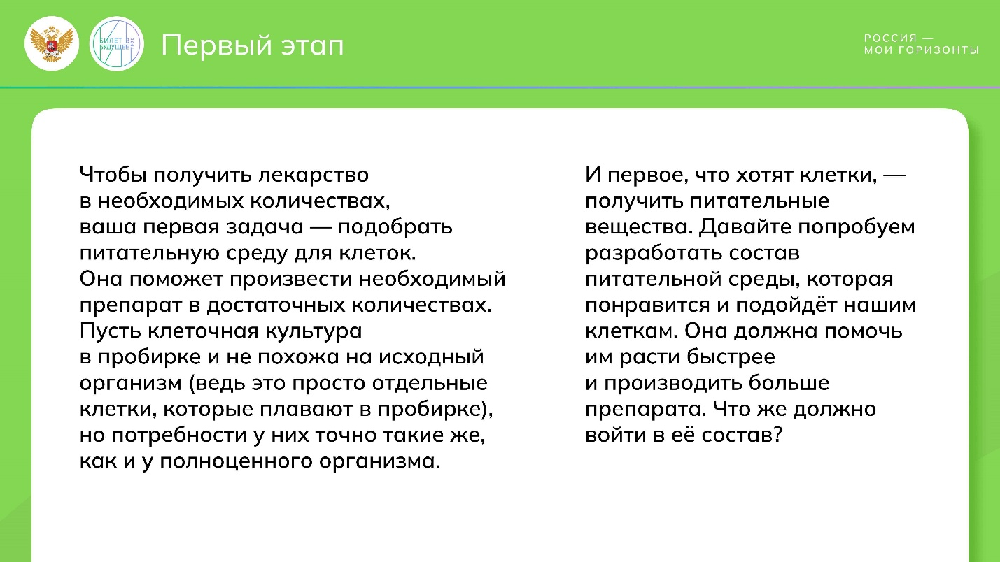 БИЛЕТ В
БУДУЩЕЕ
ТВОЁ
Первый этап
РОССИЯ —
МОИ ГОРИЗОНТЫ
Чтобы получить лекарство
в необходимых количествах,
ваша первая задача — подобрать
питательную среду для клеток.
Она поможет произвести необходимый
препарат в достаточных количествах.
Пусть клеточная культура
в пробирке и не похожа на исходный
организм (ведь это просто отдельные
клетки, которые плавают в пробирке),
но потребности у них точно такие же,
как и у полноценного организма.
И первое, что хотят клетки, —
получить питательные
вещества. Давайте попробуем
разработать состав
питательной среды, которая
понравится и подойдёт нашим
клеткам. Она должна помочь
им расти быстрее
и производить больше
препарата. Что же должно
войти в её состав?